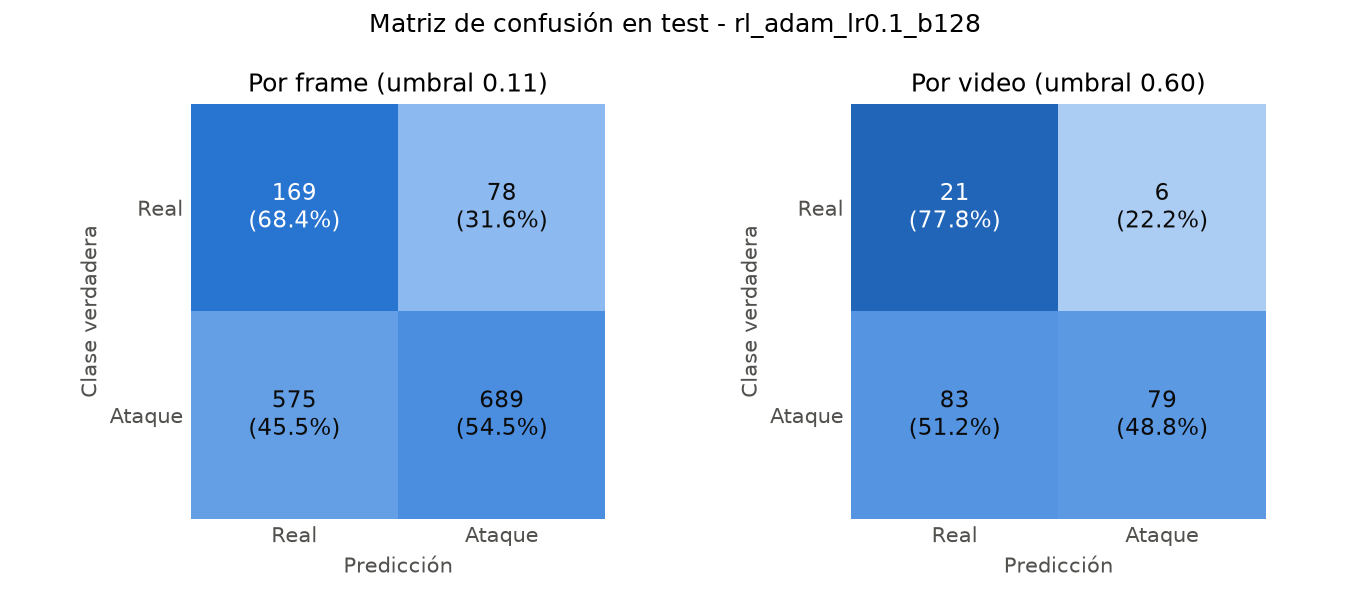 Matriz de confusión en test - rl_adam_lr0.1_b128
Por frame (umbral 0.11)
Clase verdadera
Real
169
(68.4%)
78
(31.6%)
Ataque
575
(45.5%)
689
(54.5%)
Real
Ataque
Predicción
Por video (umbral 0.60)
Clase verdadera
Real
21
(77.8%)
6
(22.2%)
Ataque
83
(51.2%)
79
(48.8%)
Real
Ataque
Predicción